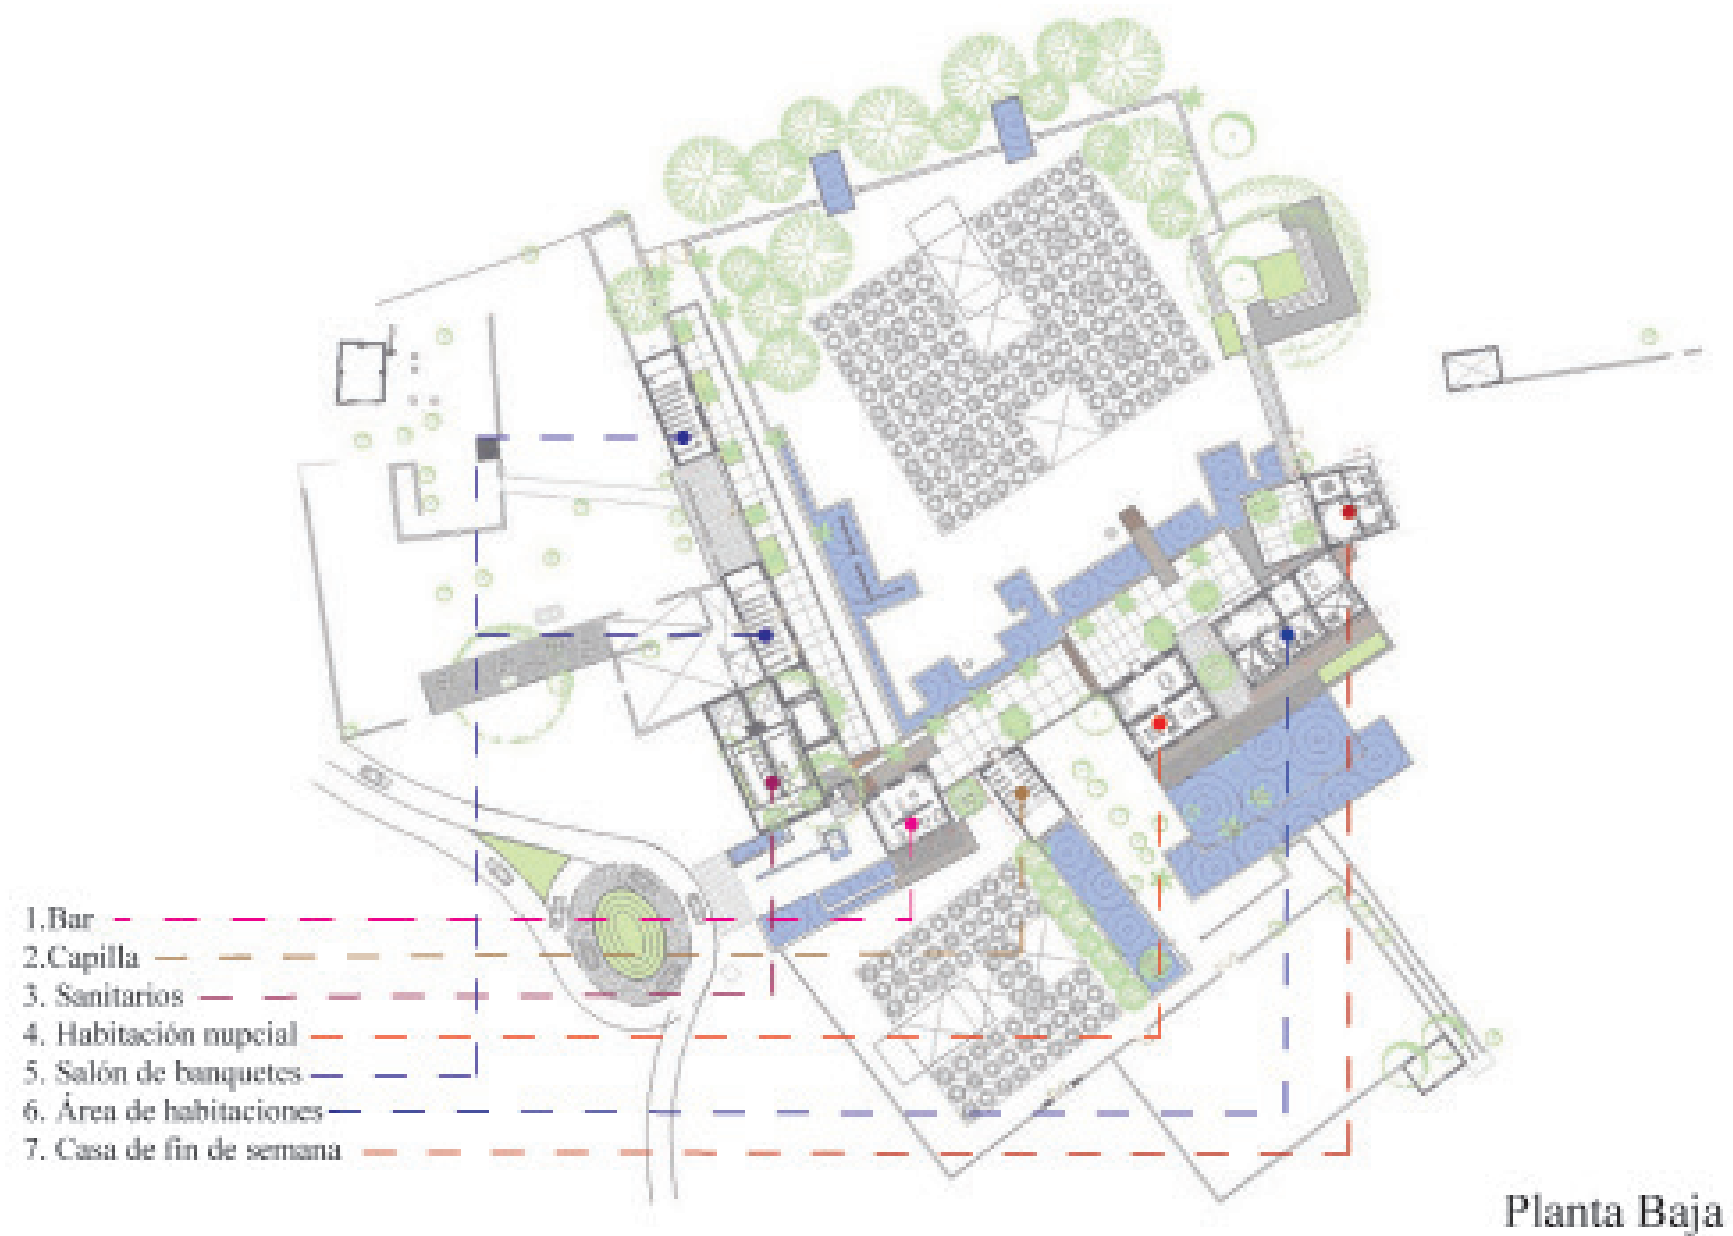 1.Bar
2.Capilla
3. Sanitarios
4. Habitación nupcial
5. Salón de banquetes
6. Área de habitaciones
7. Casa de fin de semana
Planta Baja